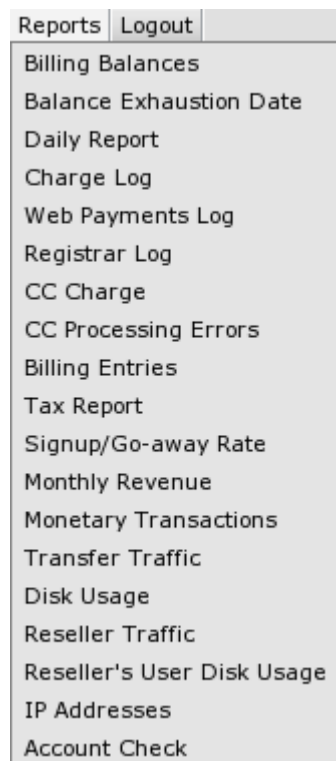 Reports Logout
Billing Balances
Balance Exhaustion Date
Daily Report
Charge Log
Web Payments Log
Registrar Log
CC Charge
CC Processing Errors
Billing Entries
Tax Report
Signup/Go-away Rate
Monthly Revenue
Monetary Transactions
Transfer Traffic
Disk Usage
Reseller Traffic
Reseller's User Disk Usage
IP Addresses
Account Check